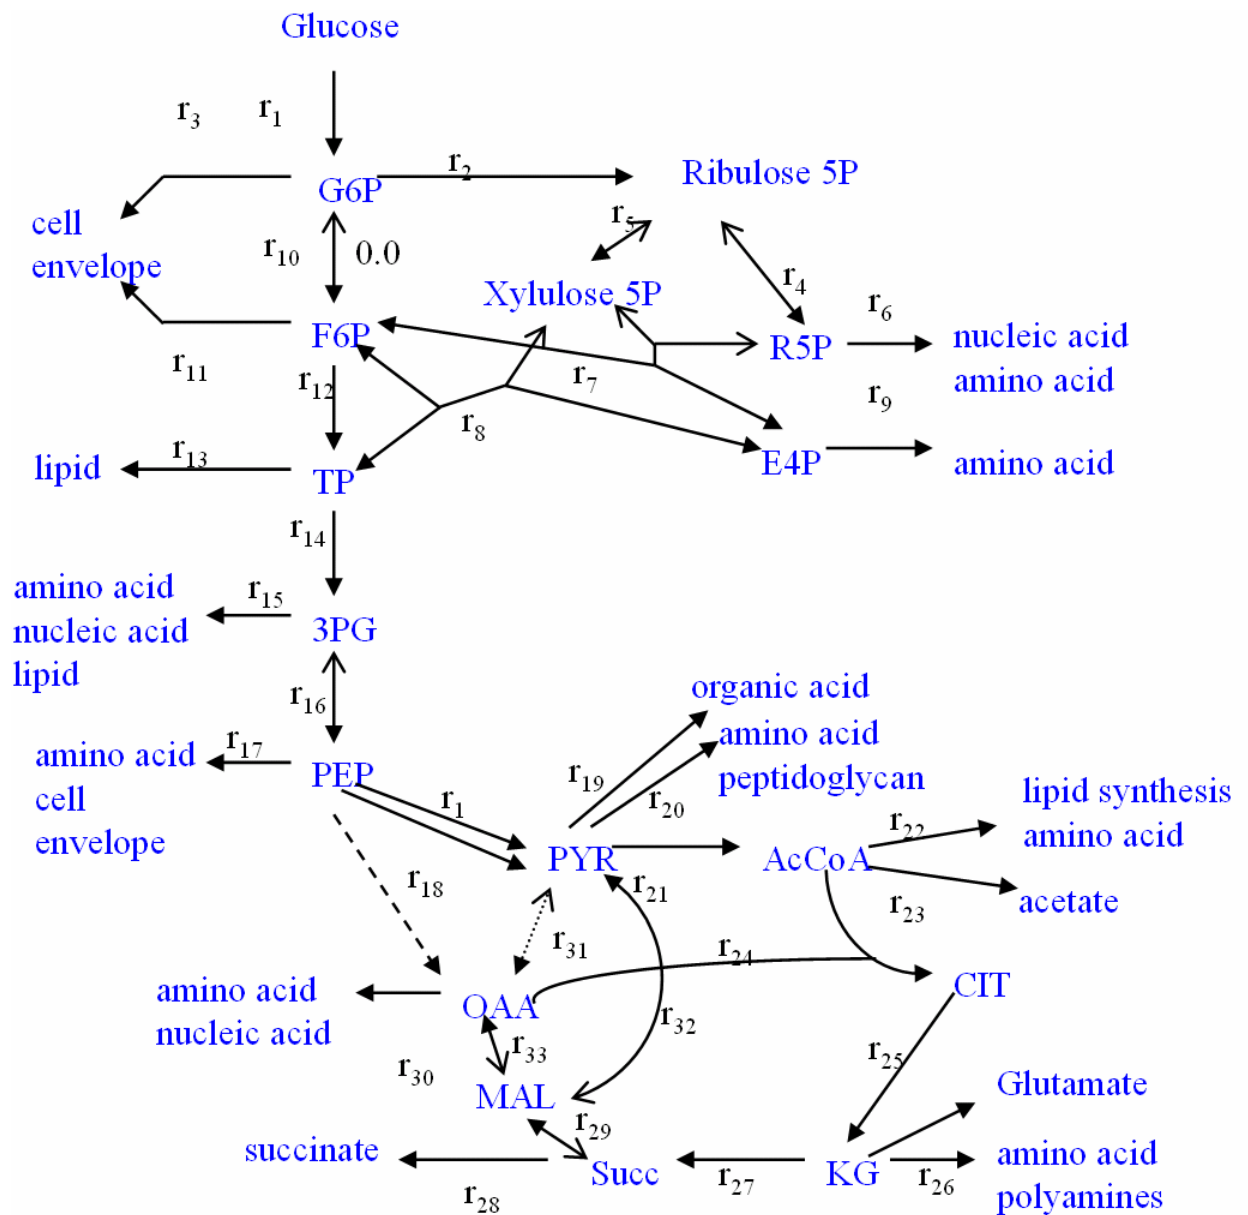 Glucose
r3
r1
r2
Ribulose 5P
G6P
cell
envelope
r5
r10
0.0
r4
Xylulose 5P
r6
F6P
R5P
nucleic acid
amino acid
r11
r12
r7
r9
r8
lipid
r13
TP
E4P
amino acid
r14
amino acid
nucleic acid
lipid
r15
3PG
r16
organic acid
amino acid
peptidoglycan
amino acid
cell
envelope
r17
PEP
r1
r19
r20
lipid synthesis
amino acid
r22
PYR
AcCoA
r18
r21
r23
acetate
r31
r24
amino acid
nucleic acid
OAA
CIT
r32
r33
r30
r25
MAL
Glutamate
r29
succinate
Succ
r27
KG
r26
amino acid
polyamines
r28